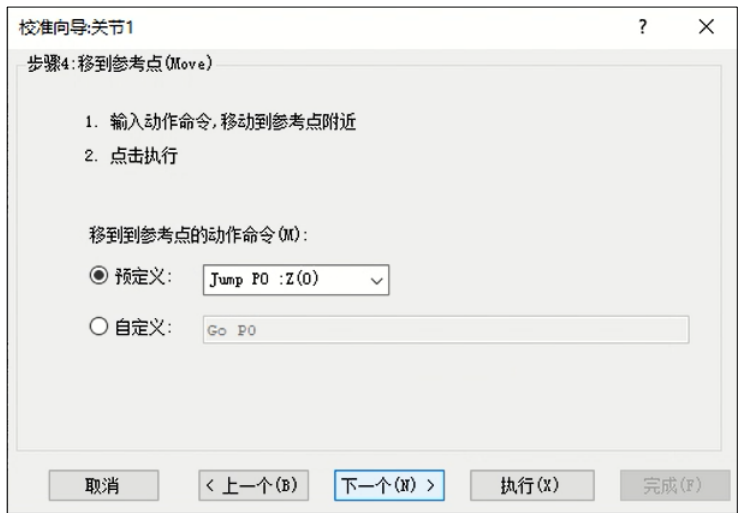 校准向导:关节1
?
步骤4:移到参考点(Move)
1. 输入动作命令,移动到参考点附近
2. 点击执行
移到到参考点的动作命令(M):
预定义: Jump P0 :Z(0)
自定义: Go P0
取消 < 上一个(B) 下一个(N) > 执行(X) 完成(F)